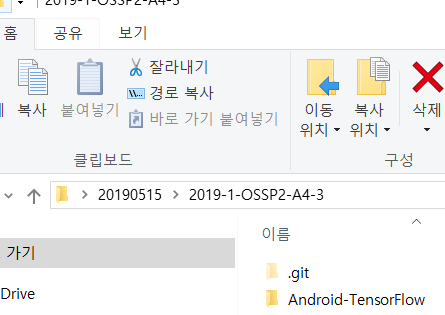 2019-1-OSSP2-A4-3
홈 공유 보기
복사 붙여넣기 잘라내기 경로 복사 바로 가기 붙여넣기 이동 위치 복사 위치 삭제
클립보드 구성
20190515 2019-1-OSSP2-A4-3
이름
가기
.git
Drive
Android-TensorFlow